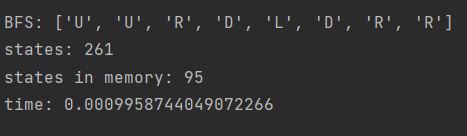 BFS: ['U', 'U', 'R', 'D', 'L', 'D', 'R', 'R']
states: 261
states in memory: 95
time: 0.0009958744049072266